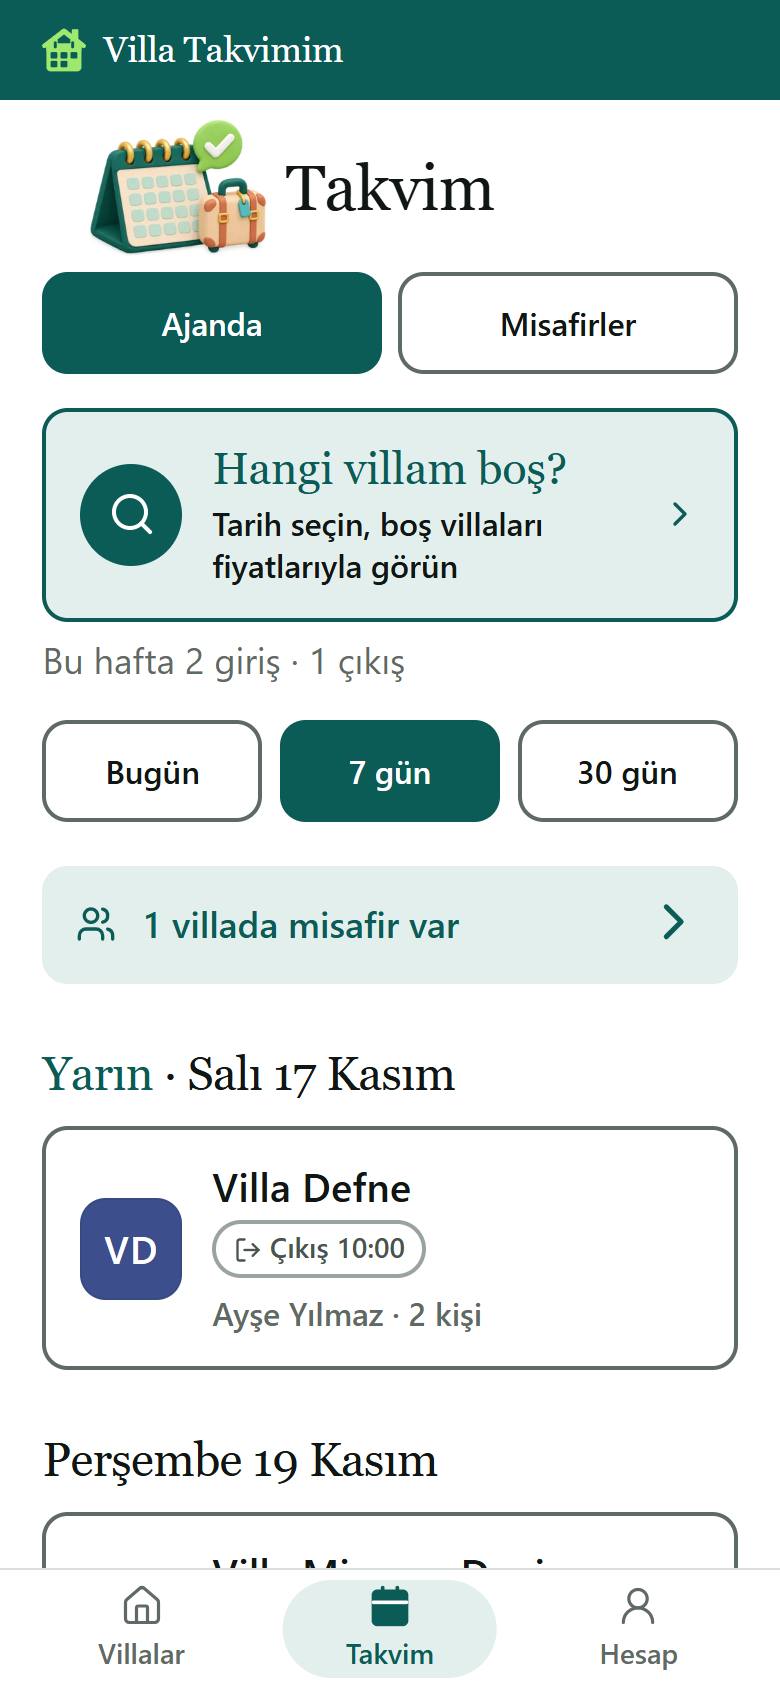 Villa Takvimim
Takvim
Ajanda
Misafirler
Hangi villam boş?
Tarih seçin, boş villaları
fiyatlarıyla görün
Bu hafta 2 giriş · 1 çıkış
Bugün
7 gün
30 gün
1 villada misafir var
Yarın · Salı 17 Kasım
Villa Defne
VD
Çıkış 10:00
Ayşe Yılmaz · 2 kişi
Perşembe 19 Kasım
Villalar
Takvim
Hesap